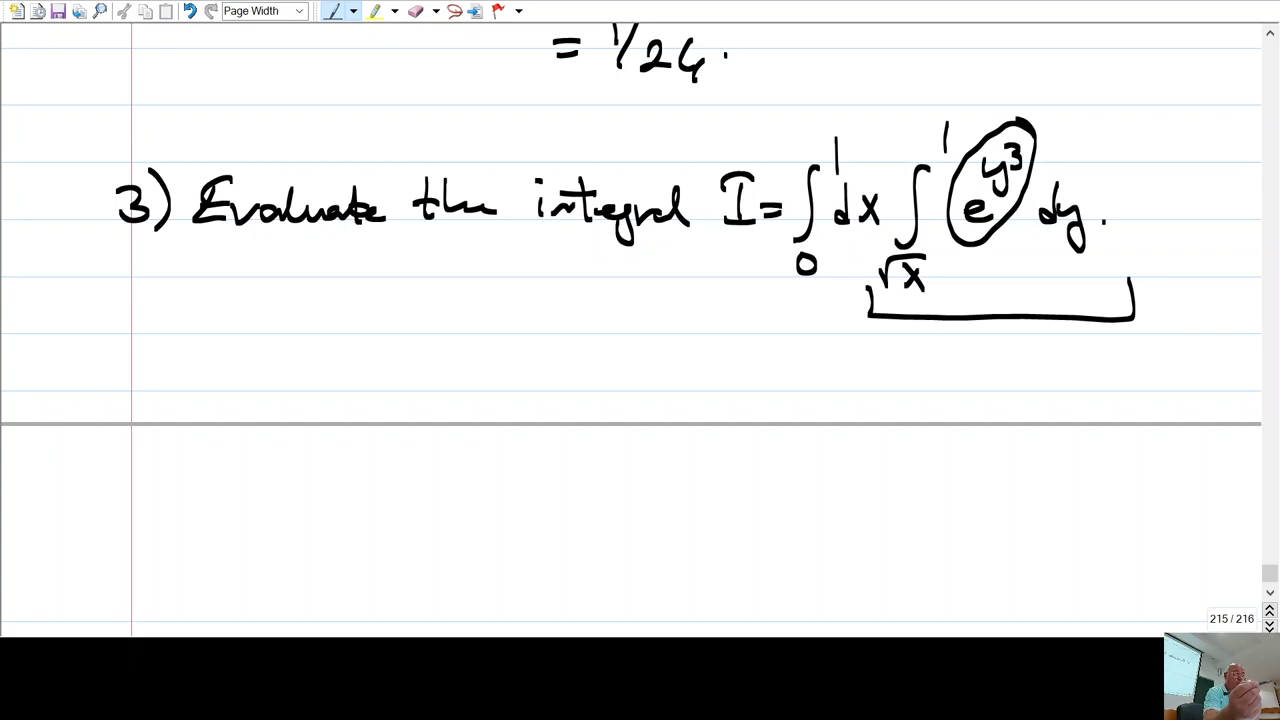 Page Width
= 1/24.
3) Evaluate the integral I = ∫₀¹ dx ∫_{√x}^{1} e^{y³} dy.
215 / 216